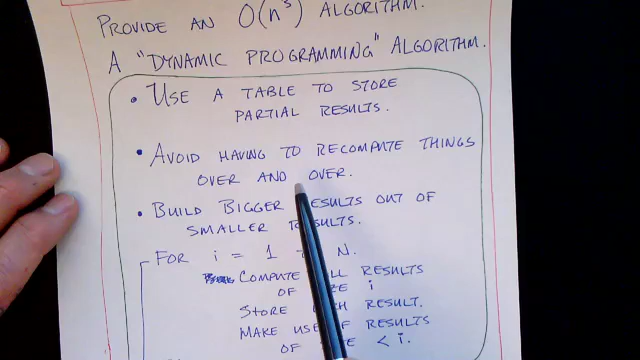 PROVIDE AN O(n³) ALGORITHM.
A "DYNAMIC PROGRAMMING" ALGORITHM.
• USE A TABLE TO STORE
PARTIAL RESULTS.
• AVOID HAVING TO RECOMPUTE THINGS
OVER AND OVER.
• BUILD BIGGER RESULTS OUT OF
SMALLER RESULTS.
FOR i = 1 N.
COMPUTE ALL RESULTS
OF i
STORE RESULT.
MAKE USE OF RESULTS
OF < i.